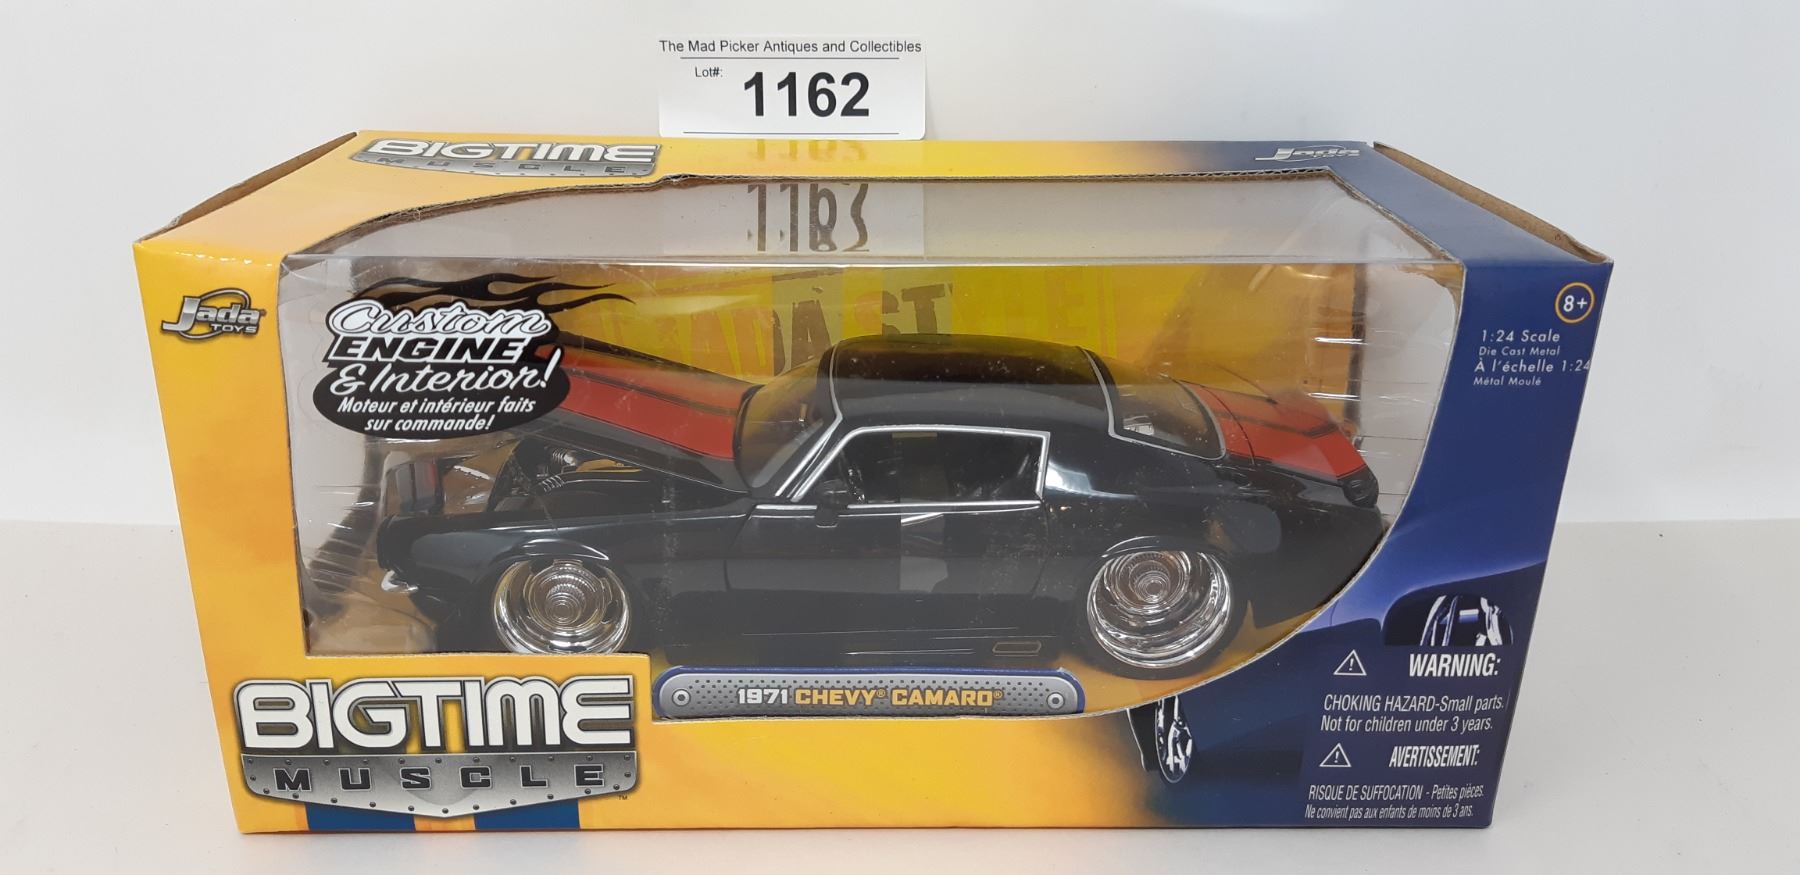 The Mad Picker Antiques and Collectibles
Lot#:
1162
BIGTIME
MUSCLE
Jada
TOYS
Jada
TOYS
Custom
ENGINE
& Interior!
Moteur et intérieur faits
sur commande!
8+
1:24 Scale
Die Cast Metal
À l'échelle 1:24
Métal Moulé
1971 CHEVY® CAMARO®
BIGTIME
MUSCLE
™
WARNING:
CHOKING HAZARD-Small parts.
Not for children under 3 years.
AVERTISSEMENT:
RISQUE DE SUFFOCATION - Petites pièces.
Ne convient pas aux enfants de moins de 3 ans.